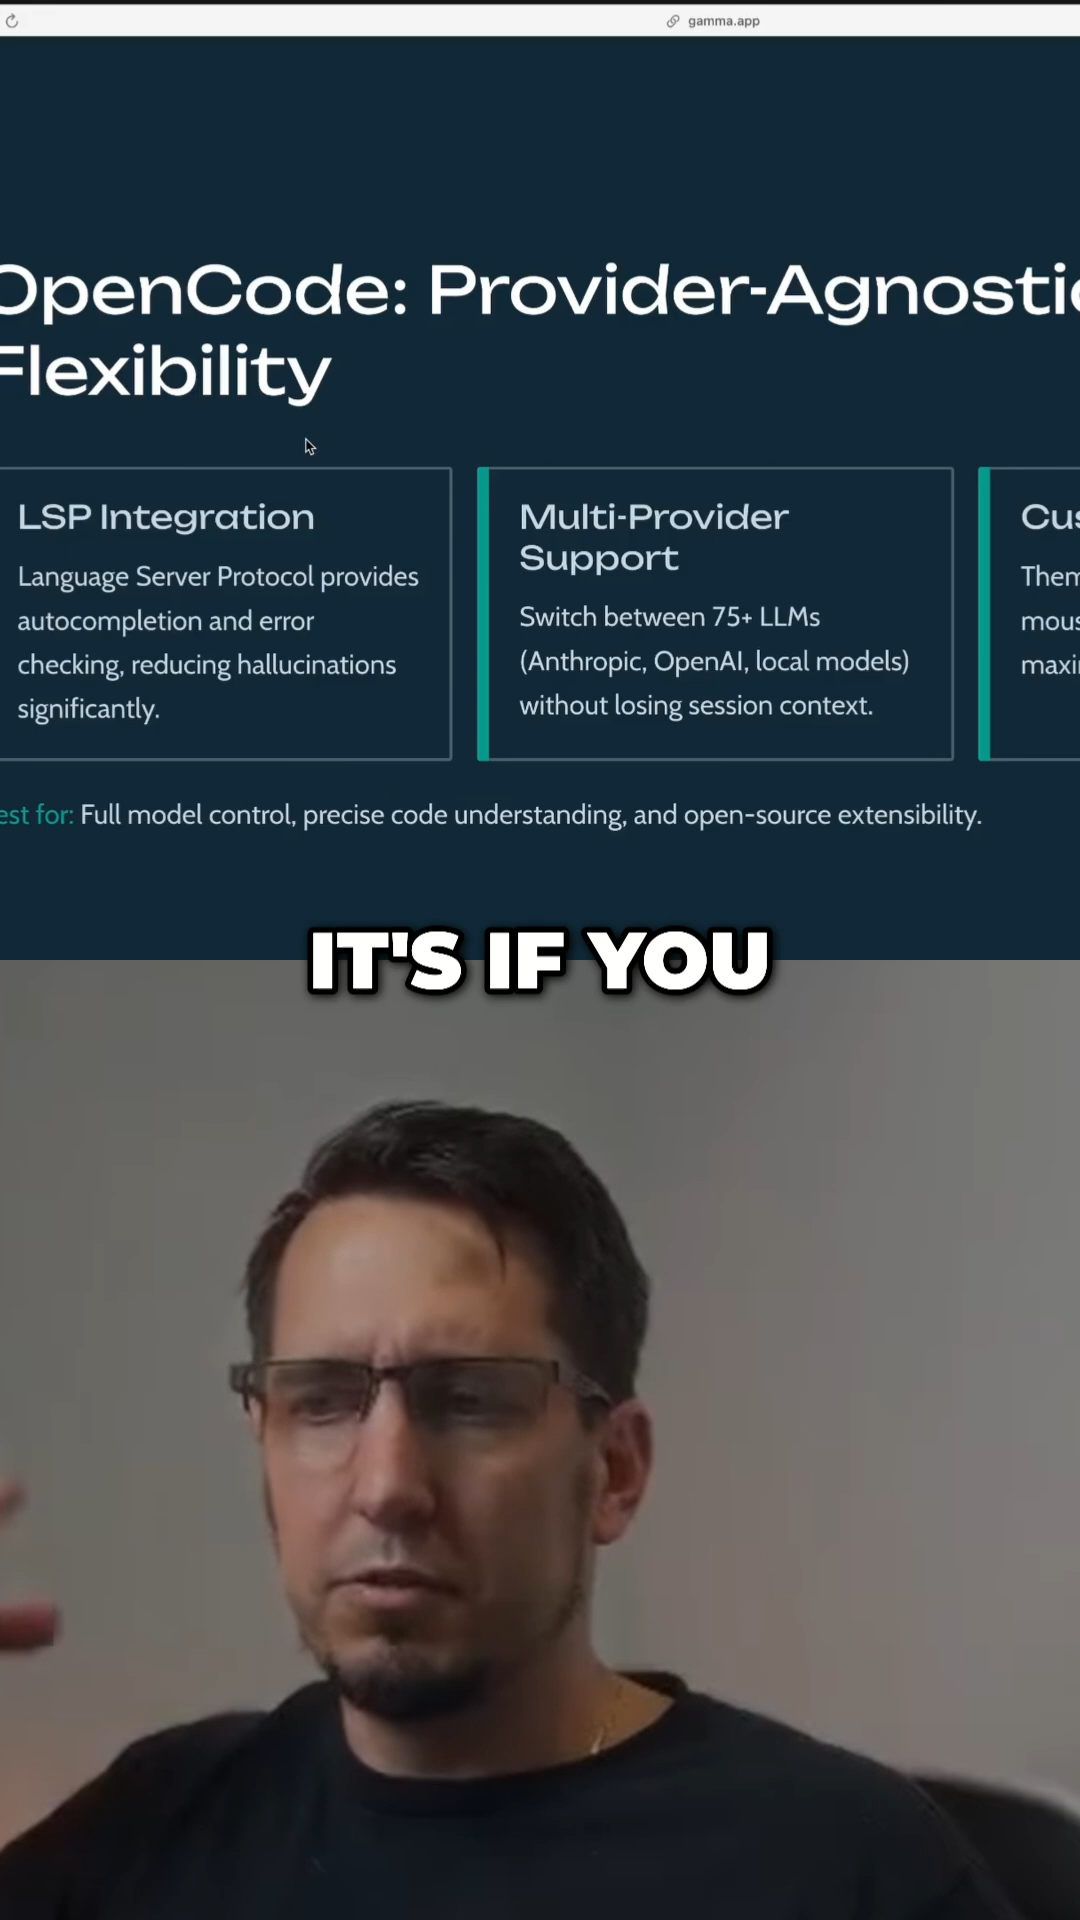 gamma.app
OpenCode: Provider-Agnostic
Flexibility
LSP Integration
Language Server Protocol provides
autocompletion and error
checking, reducing hallucinations
significantly.
Multi-Provider
Support
Switch between 75+ LLMs
(Anthropic, OpenAI, local models)
without losing session context.
for: Full model control, precise code understanding, and open-source extensibility.
IT'S IF YOU